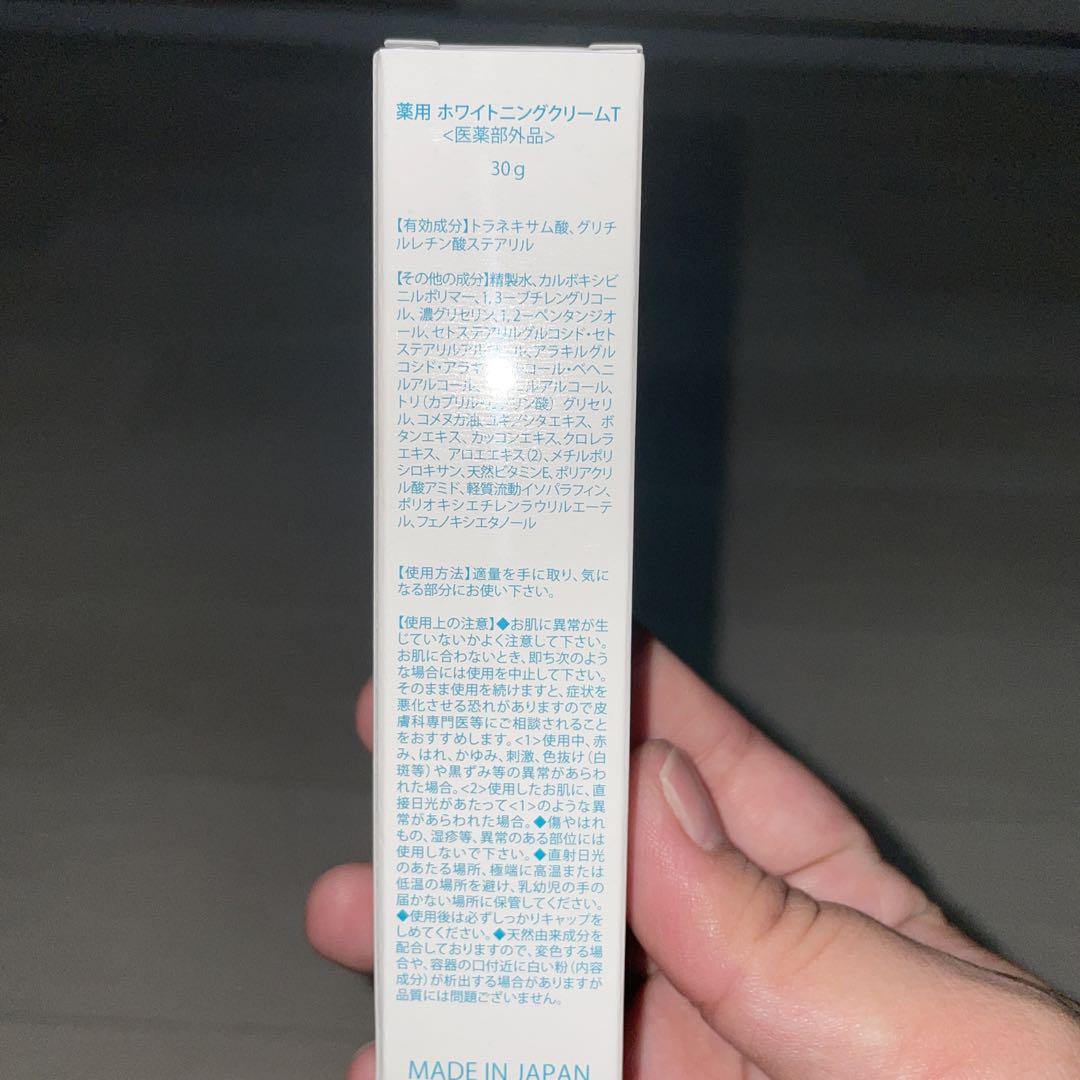 薬用 ホワイトニングクリームT
<医薬部外品>
30g
【有効成分】トラネキサム酸、グリチ
ルレチン酸ステアリル
【その他の成分】精製水、カルボキシビ
ニルポリマー、1,3－ブチレングリコー
ル、濃グリセリン、1,2－ペンタンジオ
ール、セトステアリルグルコシド・セト
ステアリルアル ール、アラキルグル
コシド・アラキ コール・ベヘニ
ルアルコール、 ルアルコール、
トリ(カプリル・ リン酸) グリセリ
ル、コメヌカ油、ユキノシタエキス、ボ
タンエキス、カッコンエキス、クロレラ
エキス、アロエエキス(2)、メチルポリ
シロキサン、天然ビタミンE、ポリアクリ
ル酸アミド、軽質流動イソパラフィン、
ポリオキシエチレンラウリルエーテ
ル、フェノキシエタノール
【使用方法】適量を手に取り、気に
なる部分にお使い下さい。
【使用上の注意】◆お肌に異常が生
じていないかよく注意して下さい。
お肌に合わないとき、即ち次のよう
な場合には使用を中止して下さい。
そのまま使用を続けますと、症状を
悪化させる恐れがありますので皮
膚科専門医等にご相談されること
をおすすめします。<1>使用中、赤
み、はれ、かゆみ、刺激、色抜け(白
斑等)や黒ずみ等の異常があらわ
れた場合。<2>使用したお肌に、直
接日光があたって<1>のような異
常があらわれた場合。◆傷やはれ
もの、湿疹等、異常のある部位には
使用しないで下さい。◆直射日光
のあたる場所、極端に高温または
低温の場所を避け、乳幼児の手の
届かない場所に保管してください。
◆使用後は必ずしっかりキャップを
しめてください。◆天然由来成分を
配合しておりますので、変色する場
合や、容器の口付近に白い粉(内容
成分)が析出する場合がありますが
品質には問題ございません。
MADE IN JAPAN